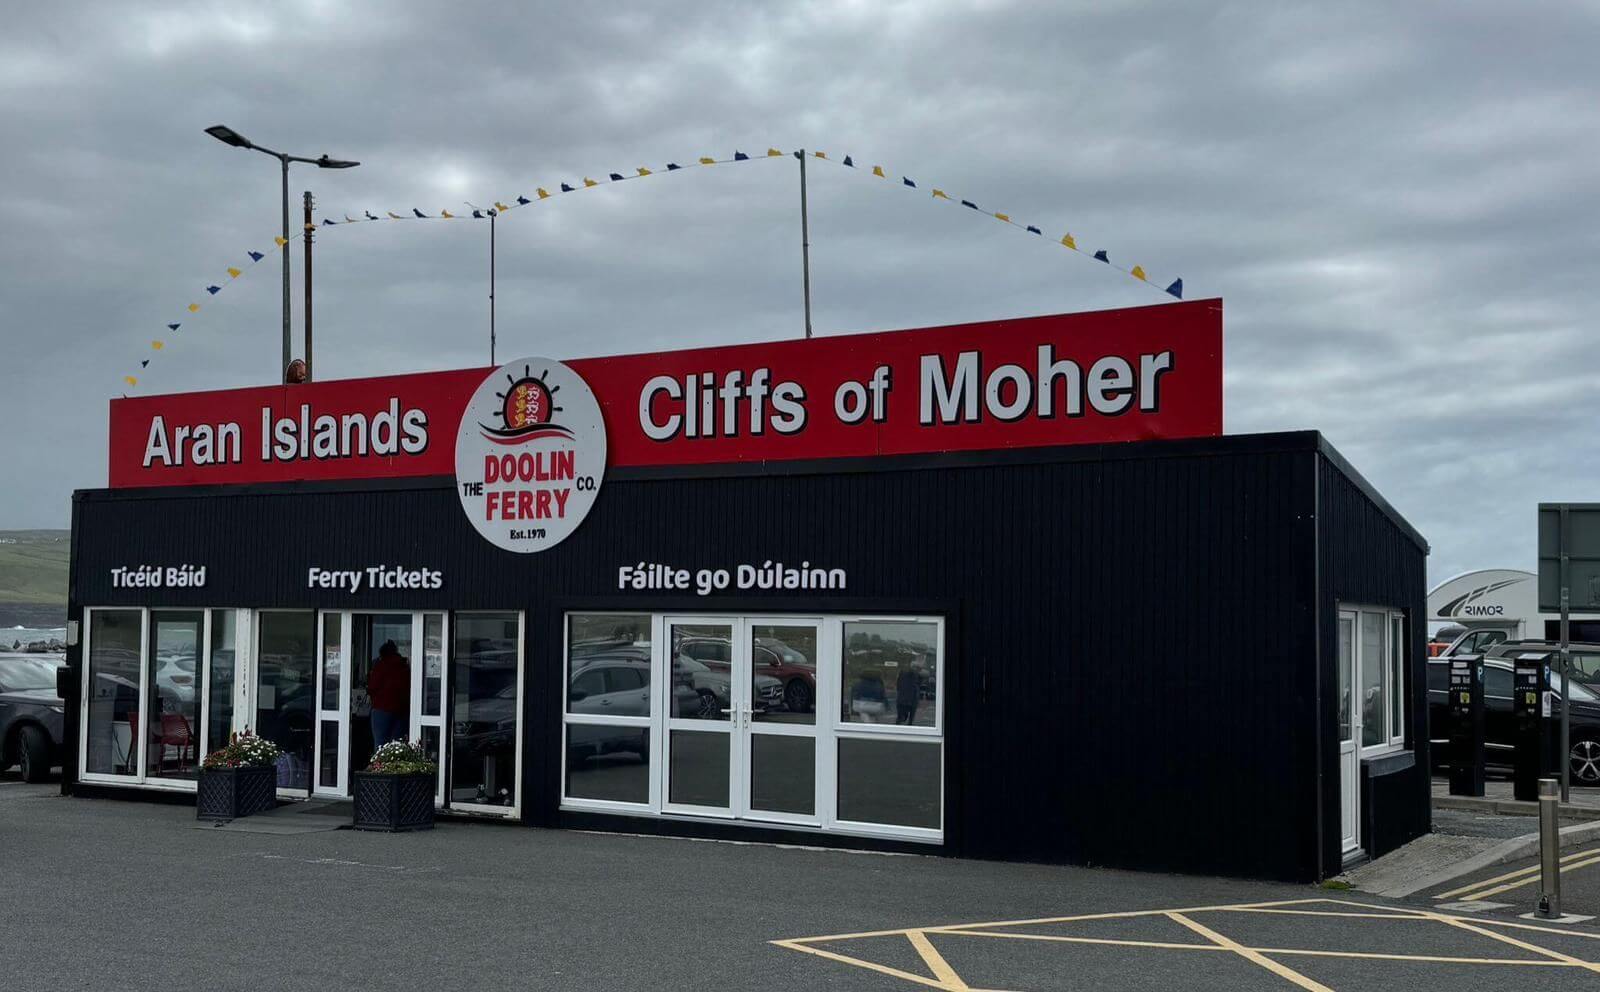 Aran Islands
THE DOOLIN FERRY CO.
Est. 1970
Cliffs of Moher
Ticéid Báid
Ferry Tickets
Fáilte go Dúlainn
RIMOR